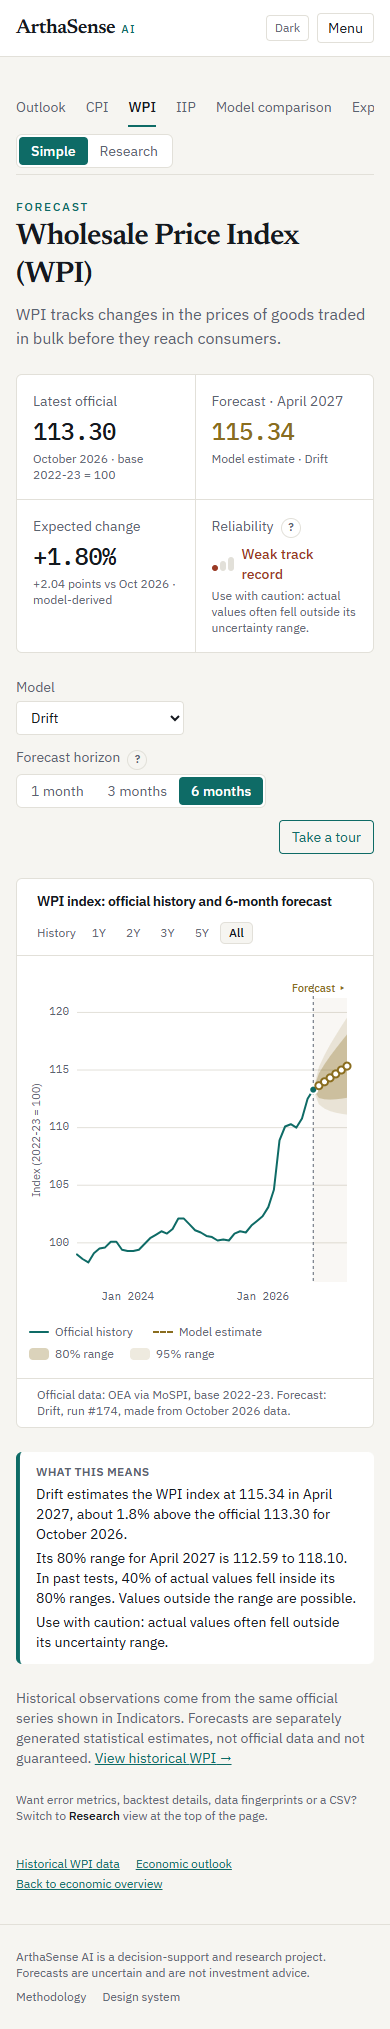 ArthaSense AI
Dark
Menu
Outlook CPI WPI IIP Model comparison Exp
Simple Research
FORECAST
Wholesale Price Index
(WPI)
WPI tracks changes in the prices of goods traded
in bulk before they reach consumers.
Latest official
113.30
October 2026 · base
2022-23 = 100
Forecast · April 2027
115.34
Model estimate · Drift
Expected change
+1.80%
+2.04 points vs Oct 2026 ·
model-derived
Reliability ?
Weak track
record
Use with caution: actual
values often fell outside its
uncertainty range.
Model
Drift
Forecast horizon ?
1 month 3 months 6 months
Take a tour
WPI index: official history and 6-month forecast
History 1Y 2Y 3Y 5Y All
Forecast ▸
120
115
110
105
100
Index (2022-23 = 100)
Jan 2024 Jan 2026
Official history Model estimate
80% range 95% range
Official data: OEA via MoSPI, base 2022-23. Forecast:
Drift, run #174, made from October 2026 data.
WHAT THIS MEANS
Drift estimates the WPI index at 115.34 in April
2027, about 1.8% above the official 113.30 for
October 2026.
Its 80% range for April 2027 is 112.59 to 118.10.
In past tests, 40% of actual values fell inside its
80% ranges. Values outside the range are possible.
Use with caution: actual values often fell outside
its uncertainty range.
Historical observations come from the same official
series shown in Indicators. Forecasts are separately
generated statistical estimates, not official data and not
guaranteed. View historical WPI →
Want error metrics, backtest details, data fingerprints or a CSV?
Switch to Research view at the top of the page.
Historical WPI data Economic outlook
Back to economic overview
ArthaSense AI is a decision-support and research project.
Forecasts are uncertain and are not investment advice.
Methodology Design system